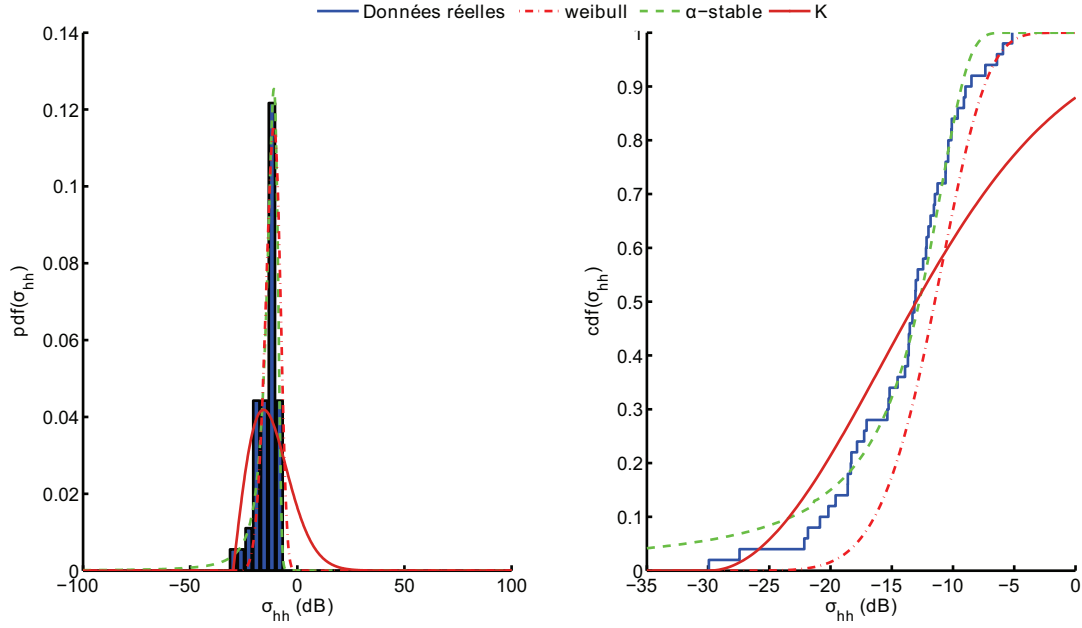 Données réelles weibull α−stable K
0.14
0.12
0.1
0.08
0.06
0.04
0.02
0
pdf(σhh)
−100 −50 0 50 100
σhh (dB)
1
0.9
0.8
0.7
0.6
0.5
0.4
0.3
0.2
0.1
0
cdf(σhh)
−35 −30 −25 −20 −15 −10 −5 0
σhh (dB)